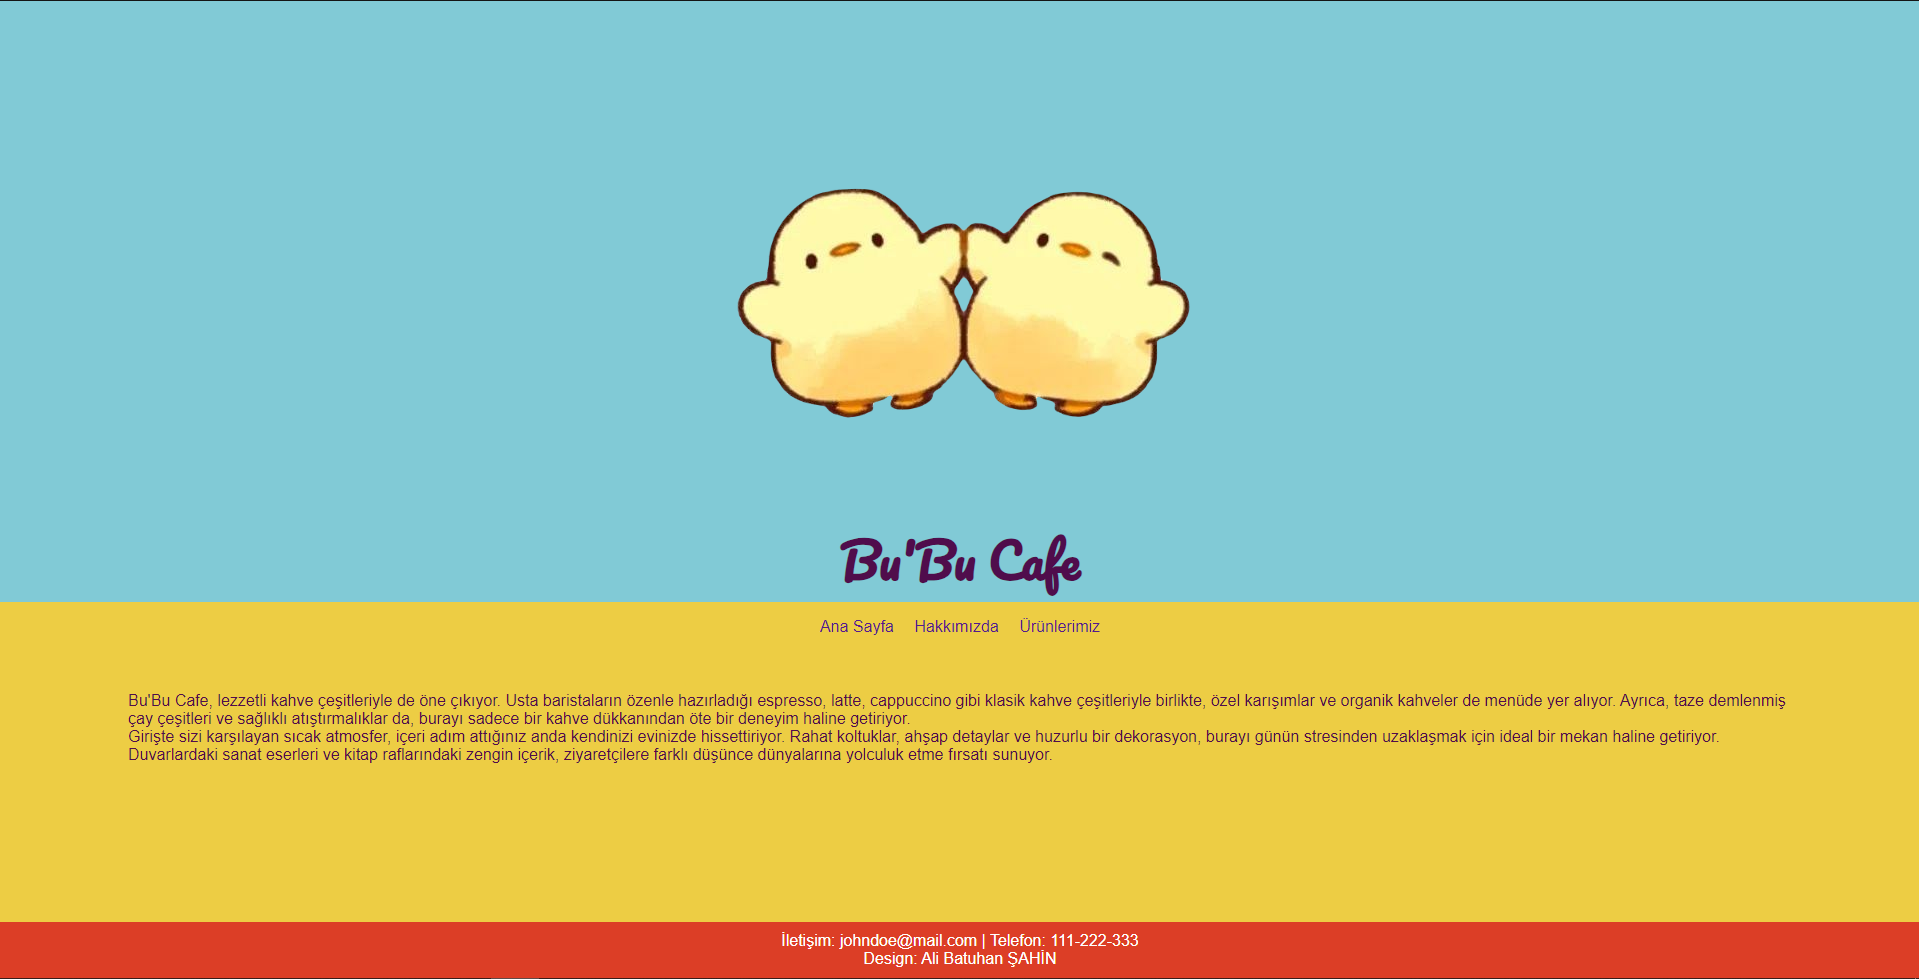 Bu'Bu Cafe
Ana Sayfa Hakkımızda Ürünlerimiz
Bu'Bu Cafe, lezzetli kahve çeşitleriyle de öne çıkıyor. Usta baristaların özenle hazırladığı espresso, latte, cappuccino gibi klasik kahve çeşitleriyle birlikte, özel karışımlar ve organik kahveler de menüde yer alıyor. Ayrıca, taze demlenmiş
çay çeşitleri ve sağlıklı atıştırmalıklar da, burayı sadece bir kahve dükkanından öte bir deneyim haline getiriyor.
Girişte sizi karşılayan sıcak atmosfer, içeri adım attığınız anda kendinizi evinizde hissettiriyor. Rahat koltuklar, ahşap detaylar ve huzurlu bir dekorasyon, burayı günün stresinden uzaklaşmak için ideal bir mekan haline getiriyor.
Duvarlardaki sanat eserleri ve kitap raflarındaki zengin içerik, ziyaretçilere farklı düşünce dünyalarına yolculuk etme fırsatı sunuyor.
İletişim: johndoe@mail.com | Telefon: 111-222-333
Design: Ali Batuhan ŞAHİN